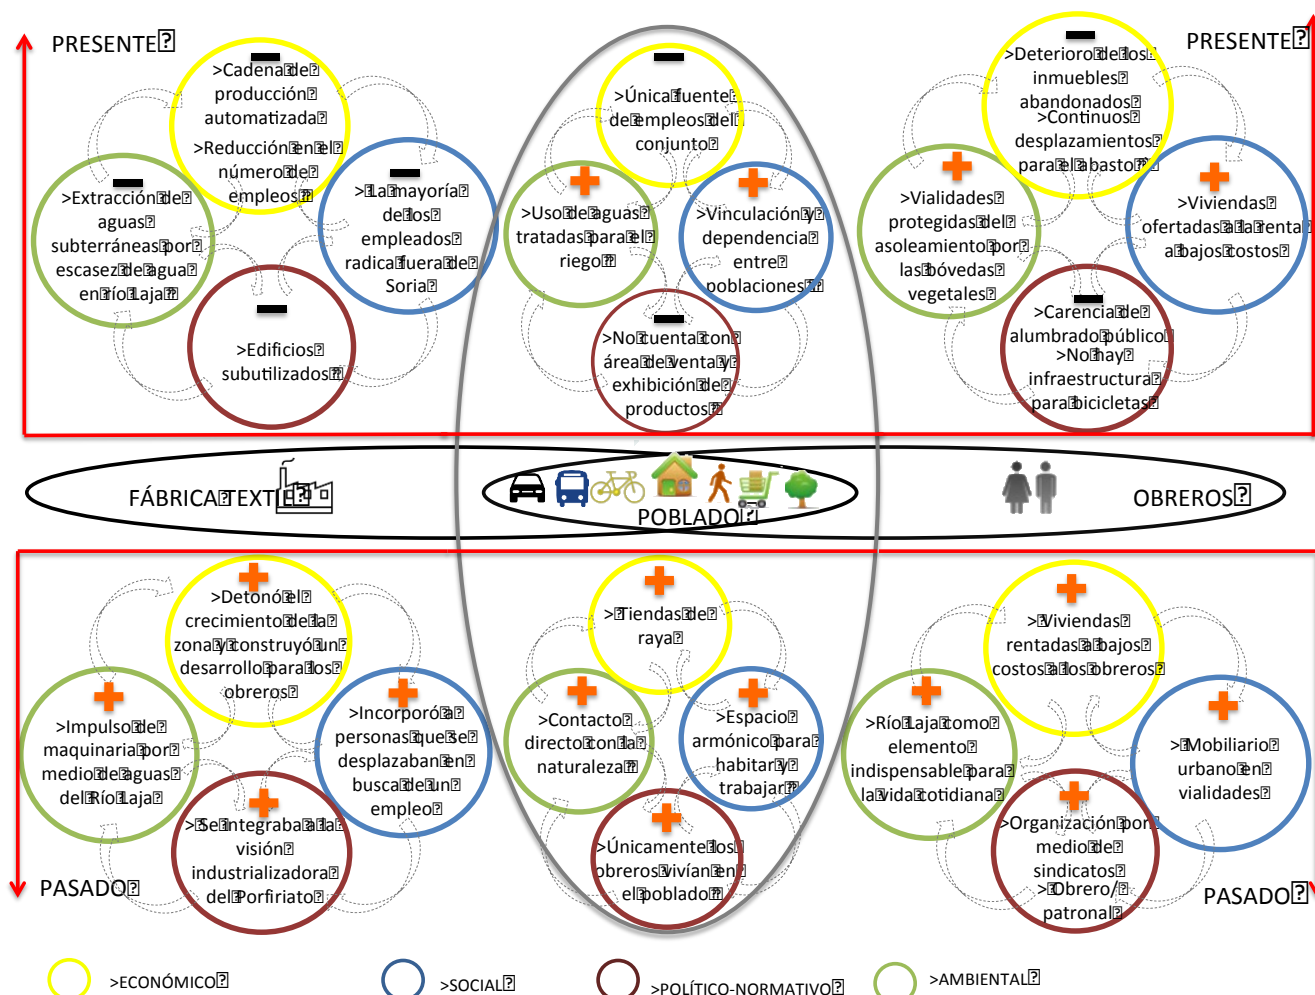 PRESENTE
>Cadena de
producción
automatizada
>Reducción en el
número de
empleos
>Extracción de
aguas
subterráneas por
escasez de agua
en río Laja
>La mayoría
de los
empleados
radica fuera de
Soria
>Edificios
subutilizados
>Única fuente
de empleos del
conjunto
>Uso de aguas
tratadas para el
riego
>Vinculación y
dependencia
entre
poblaciones
>No cuenta con
área de venta y
exhibición de
productos
PRESENTE
>Deterioro de los
inmuebles
abandonados
>Continuos
desplazamientos
para el abasto
>Vialidades
protegidas del
asoleamiento por
las bóvedas
vegetales
>Viviendas
ofertadas a la renta
a bajos costos
>Carencia de
alumbrado público
>No hay
infraestructura
para bicicletas
FÁBRICA TEXTIL
POBLADO
OBREROS
>Detonó el
crecimiento de la
zona y construyó un
desarrollo para los
obreros
>Impulso de
maquinaria por
medio de aguas
del Río Laja
>Incorporó a
personas que se
desplazaban en
busca de un
empleo
> Se integraba a la
visión
industrializadora
del Porfiriato
PASADO
>Tiendas de
raya
>Contacto
directo con la
naturaleza
>Espacio
armónico para
habitar y
trabajar
>Únicamente los
obreros vivían en
el poblado
> Viviendas
rentadas a bajos
costos a los obreros
>Río Laja como
elemento
indispensable para
la vida cotidiana
> Mobiliario
urbano en
vialidades
>Organización por
medio de
sindicatos
> Obrero/
patronal
PASADO
>ECONÓMICO
>SOCIAL
>POLÍTICO-NORMATIVO
>AMBIENTAL